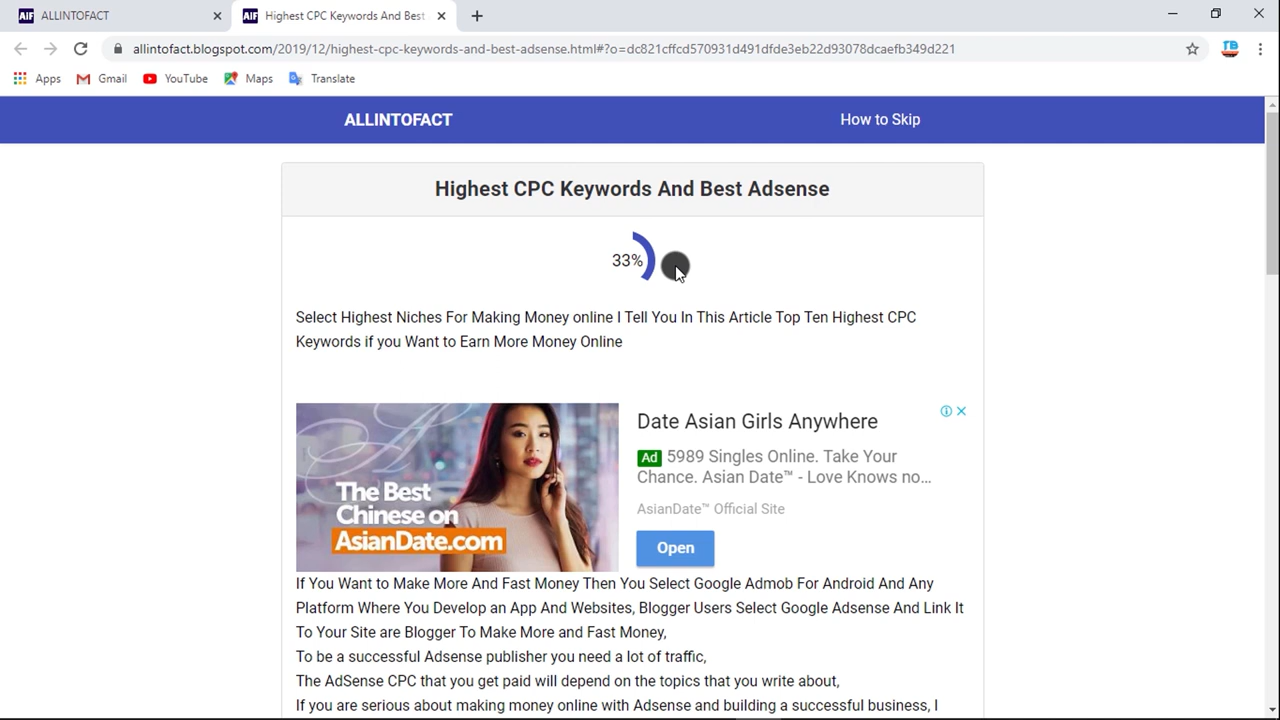 AIF ALLINTOFACT
AIF Highest CPC Keywords And Best
allintofact.blogspot.com/2019/12/highest-cpc-keywords-and-best-adsense.html#?o=dc821cffcd570931d491dfde3eb22d93078dcaefb349d221
TB
Apps Gmail YouTube Maps Translate
ALLINTOFACT How to Skip
Highest CPC Keywords And Best Adsense
33%
Select Highest Niches For Making Money online I Tell You In This Article Top Ten Highest CPC
Keywords if you Want to Earn More Money Online
The Best
Chinese on
AsianDate.com
Date Asian Girls Anywhere
Ad 5989 Singles Online. Take Your
Chance. Asian Date™ - Love Knows no...
AsianDate™ Official Site
Open
If You Want to Make More And Fast Money Then You Select Google Admob For Android And Any
Platform Where You Develop an App And Websites, Blogger Users Select Google Adsense And Link It
To Your Site are Blogger To Make More and Fast Money,
To be a successful Adsense publisher you need a lot of traffic,
The AdSense CPC that you get paid will depend on the topics that you write about,
If you are serious about making money online with Adsense and building a successful business, I